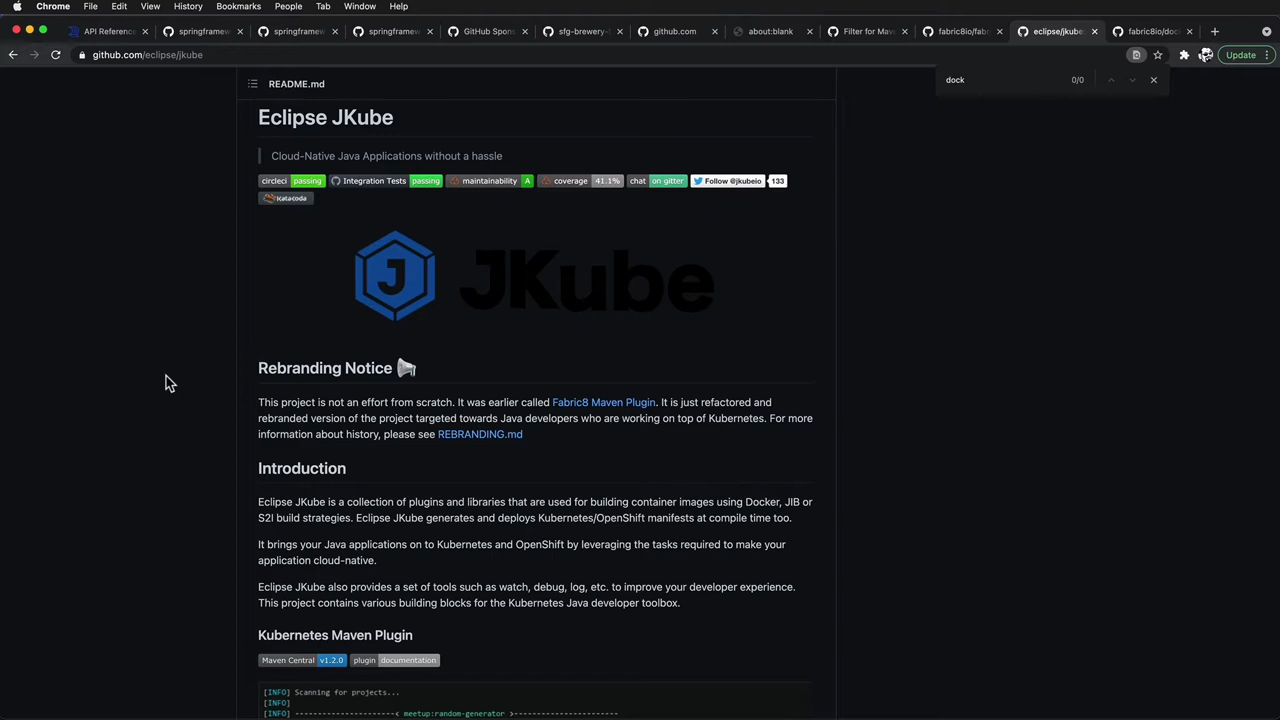 Chrome File Edit View History Bookmarks People Tab Window Help
API Reference springframew springframew springframew GitHub Spons sfg-brewery- github.com about:blank Filter for Mav fabric8io/fab eclipse/jkube fabric8io/doc
github.com/eclipse/jkube Update
dock 0/0
README.md
Eclipse JKube
Cloud-Native Java Applications without a hassle
circleci passing Integration Tests passing maintainability A coverage 41.1% chat on gitter Follow @jkubeio 133
katacoda
J JKube
Rebranding Notice
This project is not an effort from scratch. It was earlier called Fabric8 Maven Plugin. It is just refactored and
rebranded version of the project targeted towards Java developers who are working on top of Kubernetes. For more
information about history, please see REBRANDING.md
Introduction
Eclipse JKube is a collection of plugins and libraries that are used for building container images using Docker, JIB or
S2I build strategies. Eclipse JKube generates and deploys Kubernetes/OpenShift manifests at compile time too.
It brings your Java applications on to Kubernetes and OpenShift by leveraging the tasks required to make your
application cloud-native.
Eclipse JKube also provides a set of tools such as watch, debug, log, etc. to improve your developer experience.
This project contains various building blocks for the Kubernetes Java developer toolbox.
Kubernetes Maven Plugin
Maven Central v1.2.0 plugin documentation
[INFO] Scanning for projects...
[INFO]
[INFO] ----------------------< meetup:random-generator >-----------------------